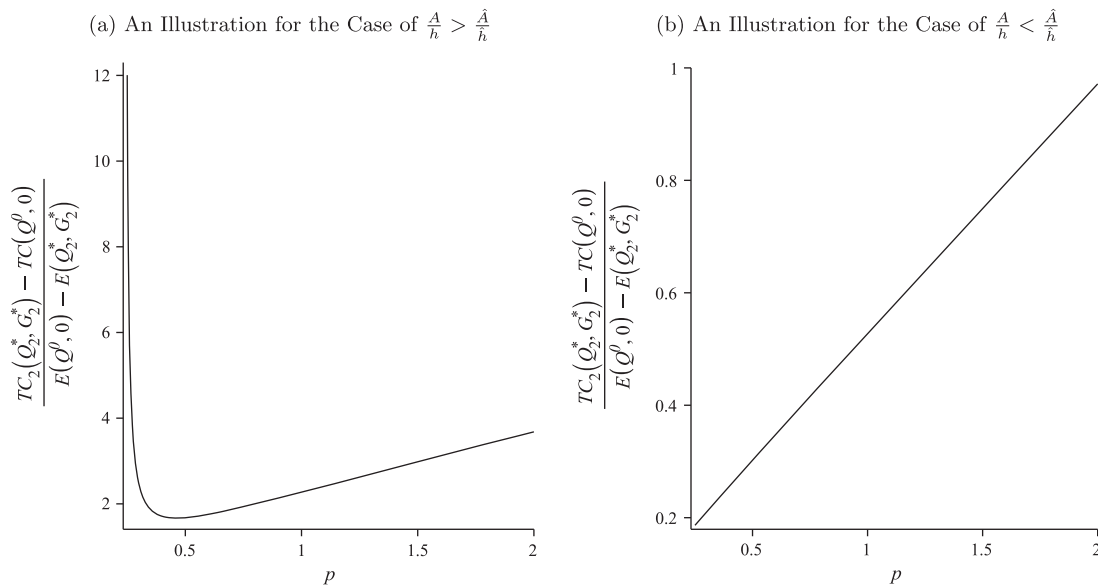 (a) An Illustration for the Case of A/h > Â/ĥ
12
10
8
6
4
2
TC₂(Q₂*, G₂*) − TC(Q⁰, 0)
E(Q⁰, 0) − E(Q₂*, G₂*)
0.5
1
1.5
2
p
(b) An Illustration for the Case of A/h < Â/ĥ
1
0.8
0.6
0.4
0.2
TC₂(Q₂*, G₂*) − TC(Q⁰, 0)
E(Q⁰, 0) − E(Q₂*, G₂*)
0.5
1
1.5
2
p